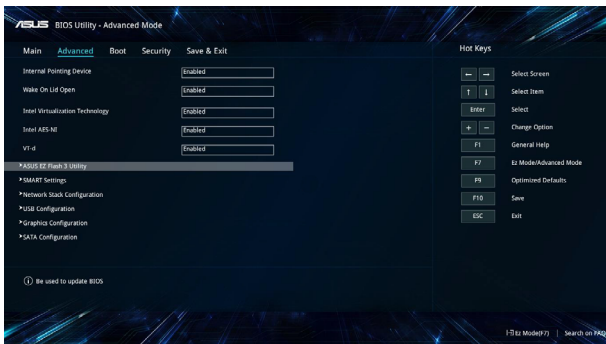 ASUS BIOS Utility - Advanced Mode
Main Advanced Boot Security Save & Exit
Internal Pointing Device Enabled
Wake On Lid Open Enabled
Intel Virtualization Technology Enabled
Intel AES-NI Enabled
VT-d Enabled
ASUS EZ Flash 3 Utility
SMART Settings
Network Stack Configuration
USB Configuration
Graphics Configuration
SATA Configuration
Be used to update BIOS
Hot Keys
← → Select Screen
↑ ↓ Select Item
Enter Select
+ − Change Option
F1 General Help
F7 Ez Mode/Advanced Mode
F9 Optimized Defaults
F10 Save
ESC Exit
Ez Mode(F7) | Search on FAQ